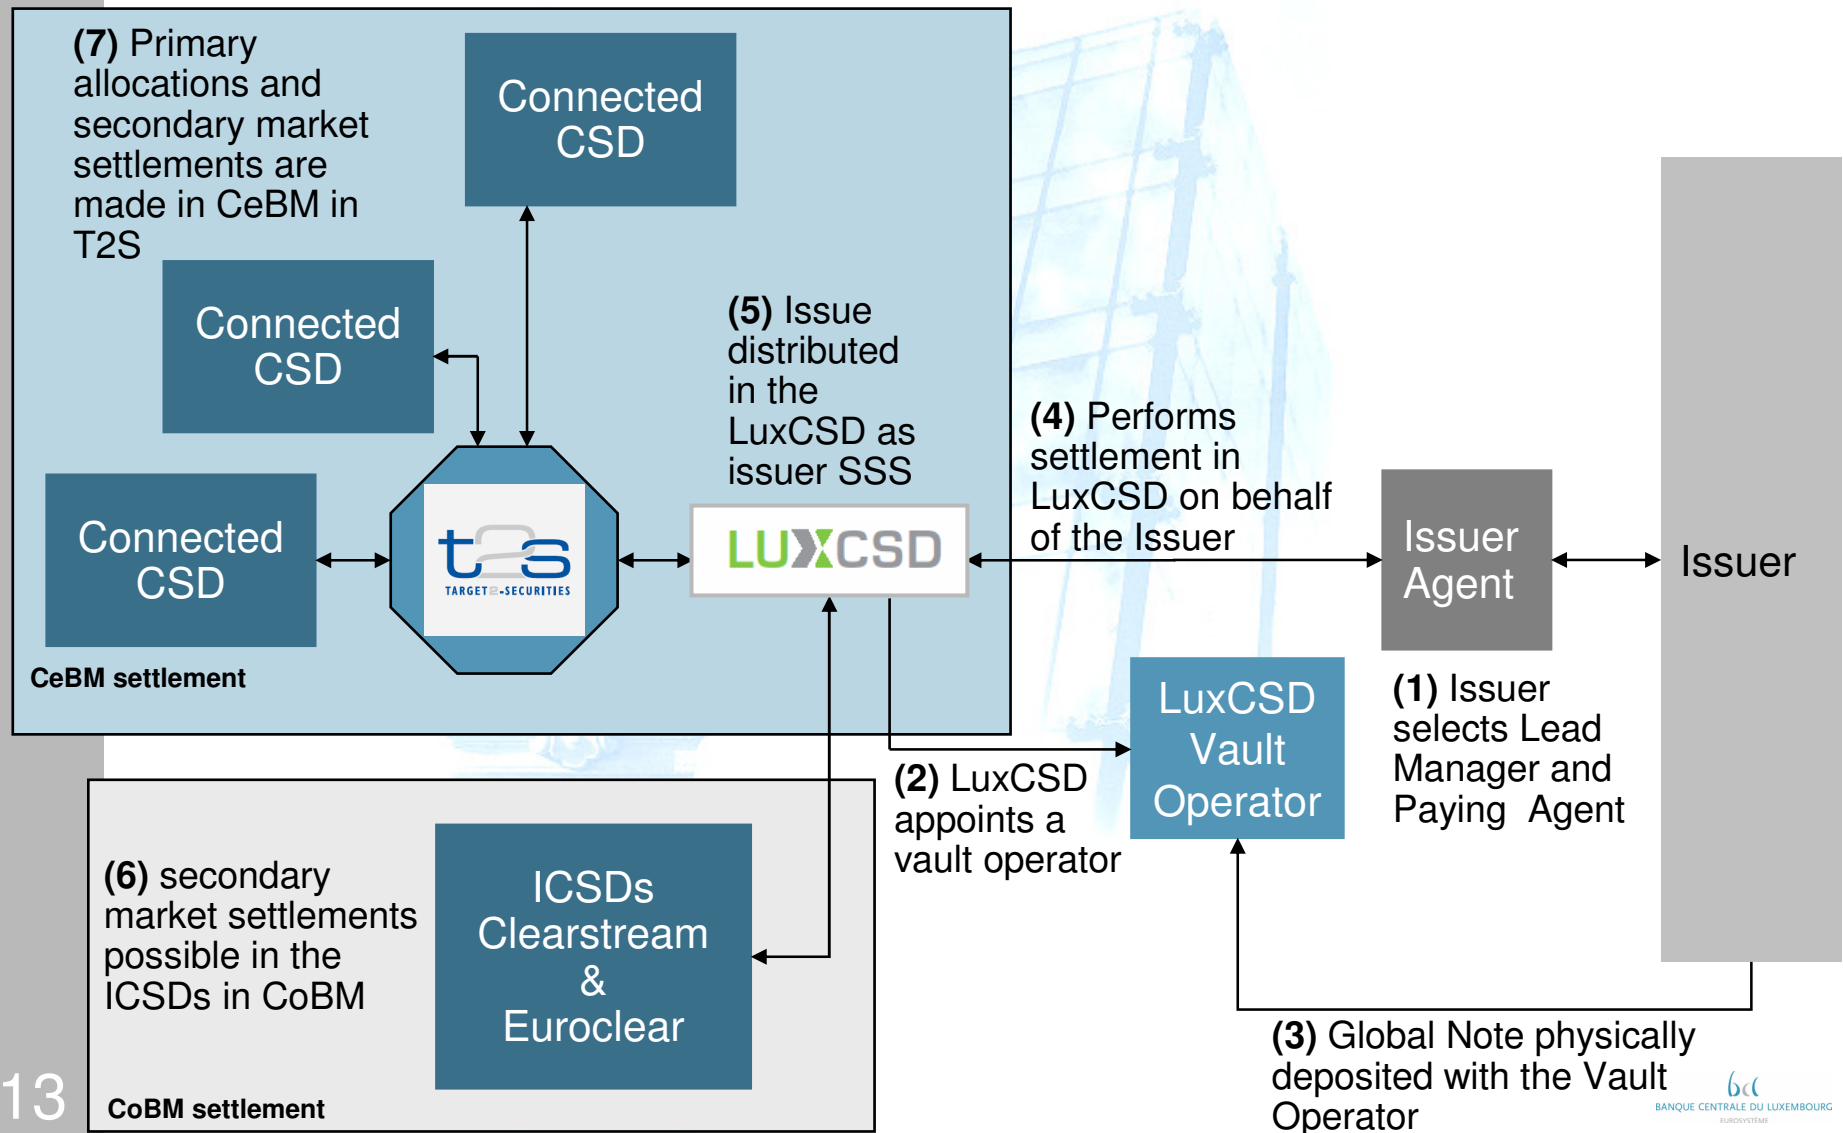 (7) Primary
allocations and
secondary market
settlements are
made in CeBM in
T2S
Connected
CSD
Connected
CSD
(5) Issue
distributed
in the
LuxCSD as
issuer SSS
(4) Performs
settlement in
LuxCSD on behalf
of the Issuer
Connected
CSD
t2s
TARGET2-SECURITIES
LUXCSD
Issuer
Agent
Issuer
CeBM settlement
LuxCSD
Vault
Operator
(1) Issuer
selects Lead
Manager and
Paying Agent
(2) LuxCSD
appoints a
vault operator
(6) secondary
market settlements
possible in the
ICSDs in CoBM
ICSDs
Clearstream
&
Euroclear
(3) Global Note physically
deposited with the Vault
Operator
13
CoBM settlement
bcl
BANQUE CENTRALE DU LUXEMBOURG
EUROSYSTÈME